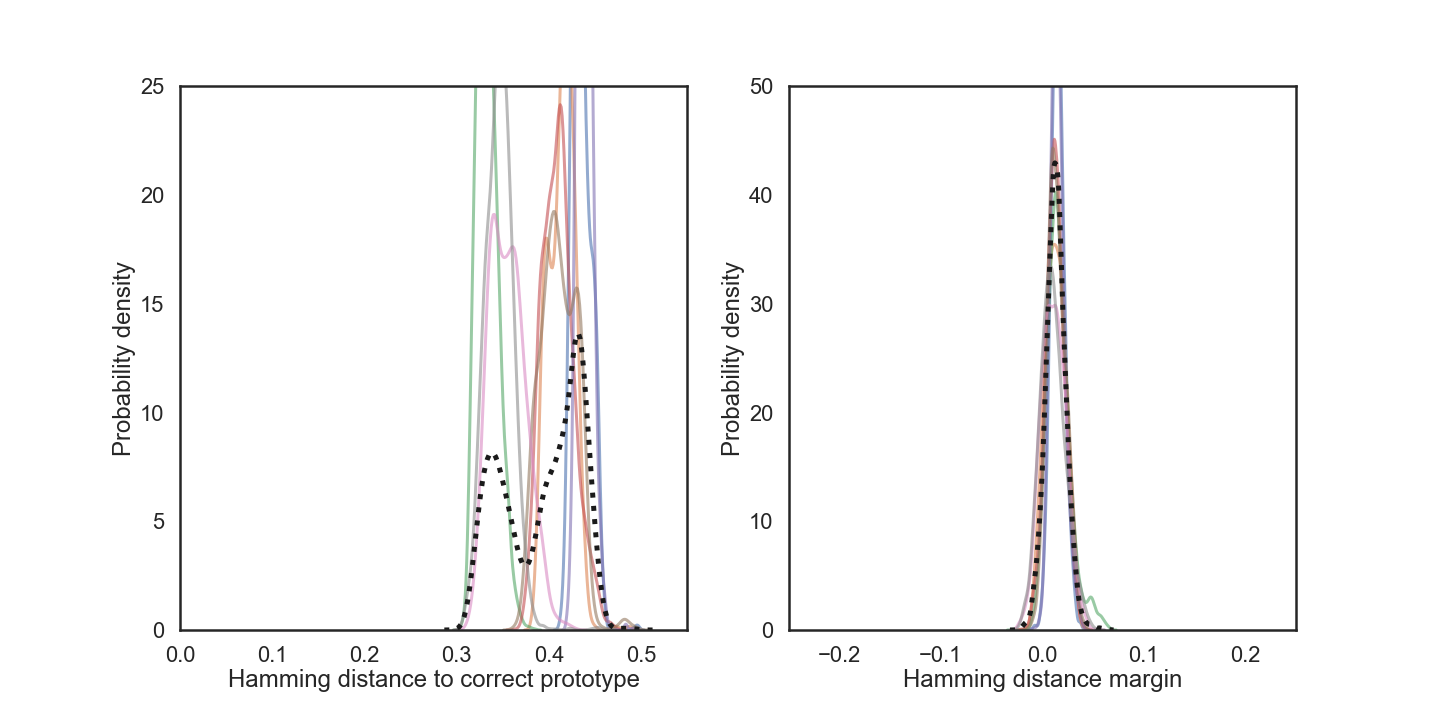 25
20
15
10
5
0
Probability density
0.0 0.1 0.2 0.3 0.4 0.5
Hamming distance to correct prototype
50
40
30
20
10
0
Probability density
−0.2 −0.1 0.0 0.1 0.2
Hamming distance margin